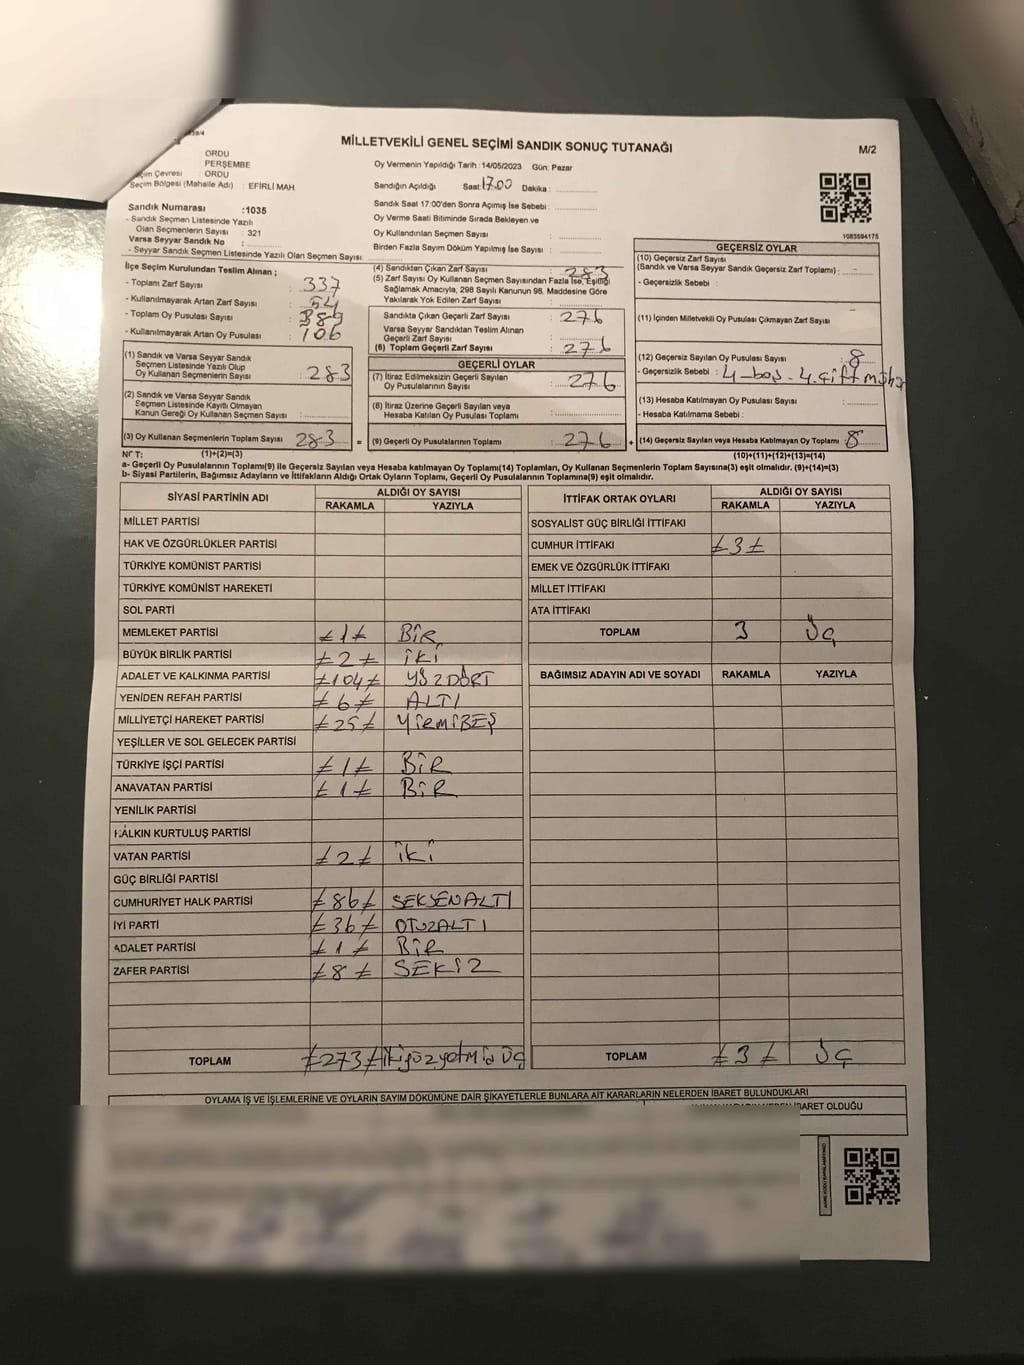 MİLLETVEKİLİ GENEL SEÇİMİ SANDIK SONUÇ TUTANAĞI
M/2
ORDU
PERŞEMBE
Seçim Çevresi ORDU
Seçim Bölgesi (Mahalle Adı) : EFİRLİ MAH.
Sandık Numarası :1035
- Sandık Seçmen Listesinde Yazılı
Olan Seçmenlerin Sayısı : 321
Varsa Seyyar Sandık No :
- Seyyar Sandık Seçmen Listesinde Yazılı Olan Seçmen Sayısı:
Oy Vermenin Yapıldığı Tarih : 14/05/2023 Gün: Pazar
Sandığın Açıldığı Saat: 17.00 Dakika :
Sandık Saat 17:00'den Sonra Açılmış İse Sebebi :
Oy Verme Saati Bitiminde Sırada Bekleyen ve
Oy Kullandırılan Seçmen Sayısı :
Birden Fazla Sayım Döküm Yapılmış İse Sayısı :
1083594175
İlçe Seçim Kurulundan Teslim Alınan ;
- Toplam Zarf Sayısı : 337
- Kullanılmayarak Artan Zarf Sayısı : 54
- Toplam Oy Pusulası Sayısı : 389
- Kullanılmayarak Artan Oy Pusulası : 106
(1) Sandık ve Varsa Seyyar Sandık
Seçmen Listesinde Yazılı Olup
Oy Kullanan Seçmenlerin Sayısı : 283
(2) Sandık ve Varsa Seyyar Sandık
Seçmen Listesinde Kayıtlı Olmayan
Kanun Gereği Oy Kullanan Seçmen Sayısı :
(3) Oy Kullanan Seçmenlerin Toplam Sayısı 283
(4) Sandıktan Çıkan Zarf Sayısı : 283
(5) Zarf Sayısı Oy Kullanan Seçmen Sayısından Fazla İse, Eşitliği
Sağlamak Amacıyla, 298 Sayılı Kanunun 98. Maddesine Göre
Yakılarak Yok Edilen Zarf Sayısı :
Sandıkta Çıkan Geçerli Zarf Sayısı : 276
Varsa Seyyar Sandıktan Teslim Alınan
Geçerli Zarf Sayısı :
(6) Toplam Geçerli Zarf Sayısı : 276
GEÇERLİ OYLAR
(7) İtiraz Edilmeksizin Geçerli Sayılan
Oy Pusulalarının Sayısı : 276
(8) İtiraz Üzerine Geçerli Sayılan veya
Hesaba Katılan Oy Pusulası Toplamı :
= (9) Geçerli Oy Pusulalarının Toplamı : 276
GEÇERSİZ OYLAR
(10) Geçersiz Zarf Sayısı
(Sandık ve Varsa Seyyar Sandık Geçersiz Zarf Toplamı) :
- Geçersizlik Sebebi :
(11) İçinden Milletvekili Oy Pusulası Çıkmayan Zarf Sayısı
(12) Geçersiz Sayılan Oy Pusulası Sayısı : 8
- Geçersizlik Sebebi : 4-boş - 4.çift mühür
(13) Hesaba Katılmayan Oy Pusulası Sayısı :
- Hesaba Katılmama Sebebi :
+ (14) Geçersiz Sayılan veya Hesaba Katılmayan Oy Toplamı 8
NOT: (1)+(2)=(3) (10)+(11)+(12)+(13)=(14)
a- Geçerli Oy Pusulalarının Toplamı(9) ile Geçersiz Sayılan veya Hesaba katılmayan Oy Toplamı(14) Toplamları, Oy Kullanan Seçmenlerin Toplam Sayısına(3) eşit olmalıdır. (9)+(14)=(3)
b- Siyasi Partilerin, Bağımsız Adayların ve İttifakların Aldığı Ortak Oyların Toplamı, Geçerli Oy Pusulalarının Toplamına(9) eşit olmalıdır.
SİYASİ PARTİNİN ADI ALDIĞI OY SAYISI
RAKAMLA YAZIYLA
MİLLET PARTİSİ
HAK VE ÖZGÜRLÜKLER PARTİSİ
TÜRKİYE KOMÜNİST PARTİSİ
TÜRKİYE KOMÜNİST HAREKETİ
SOL PARTİ
MEMLEKET PARTİSİ ≠1≠ BİR
BÜYÜK BİRLİK PARTİSİ ≠2≠ İKİ
ADALET VE KALKINMA PARTİSİ ≠104≠ YÜZDÖRT
YENİDEN REFAH PARTİSİ ≠6≠ ALTI
MİLLİYETÇİ HAREKET PARTİSİ ≠25≠ YİRMİBEŞ
YEŞİLLER VE SOL GELECEK PARTİSİ
TÜRKİYE İŞÇİ PARTİSİ ≠1≠ BİR
ANAVATAN PARTİSİ ≠1≠ BİR
YENİLİK PARTİSİ
HALKIN KURTULUŞ PARTİSİ
VATAN PARTİSİ ≠2≠ İKİ
GÜÇ BİRLİĞİ PARTİSİ
CUMHURİYET HALK PARTİSİ ≠86≠ SEKSENALTI
İYİ PARTİ ≠36≠ OTUZALTI
ADALET PARTİSİ ≠1≠ BİR
ZAFER PARTİSİ ≠8≠ SEKİZ
TOPLAM ≠273≠ ikiyüzyetmiş üç
İTTİFAK ORTAK OYLARI ALDIĞI OY SAYISI
RAKAMLA YAZIYLA
SOSYALİST GÜÇ BİRLİĞİ İTTİFAKI
CUMHUR İTTİFAKI ≠3≠
EMEK VE ÖZGÜRLÜK İTTİFAKI
MİLLET İTTİFAKI
ATA İTTİFAKI
TOPLAM 3 Üç
BAĞIMSIZ ADAYIN ADI VE SOYADI RAKAMLA YAZIYLA
TOPLAM ≠3≠ Üç
OYLAMA İŞ VE İŞLEMLERİNE VE OYLARIN SAYIM DÖKÜMÜNE DAİR ŞİKAYETLERLE BUNLARA AİT KARARLARIN NELERDEN İBARET BULUNDUKLARI
İBARET OLDUĞU